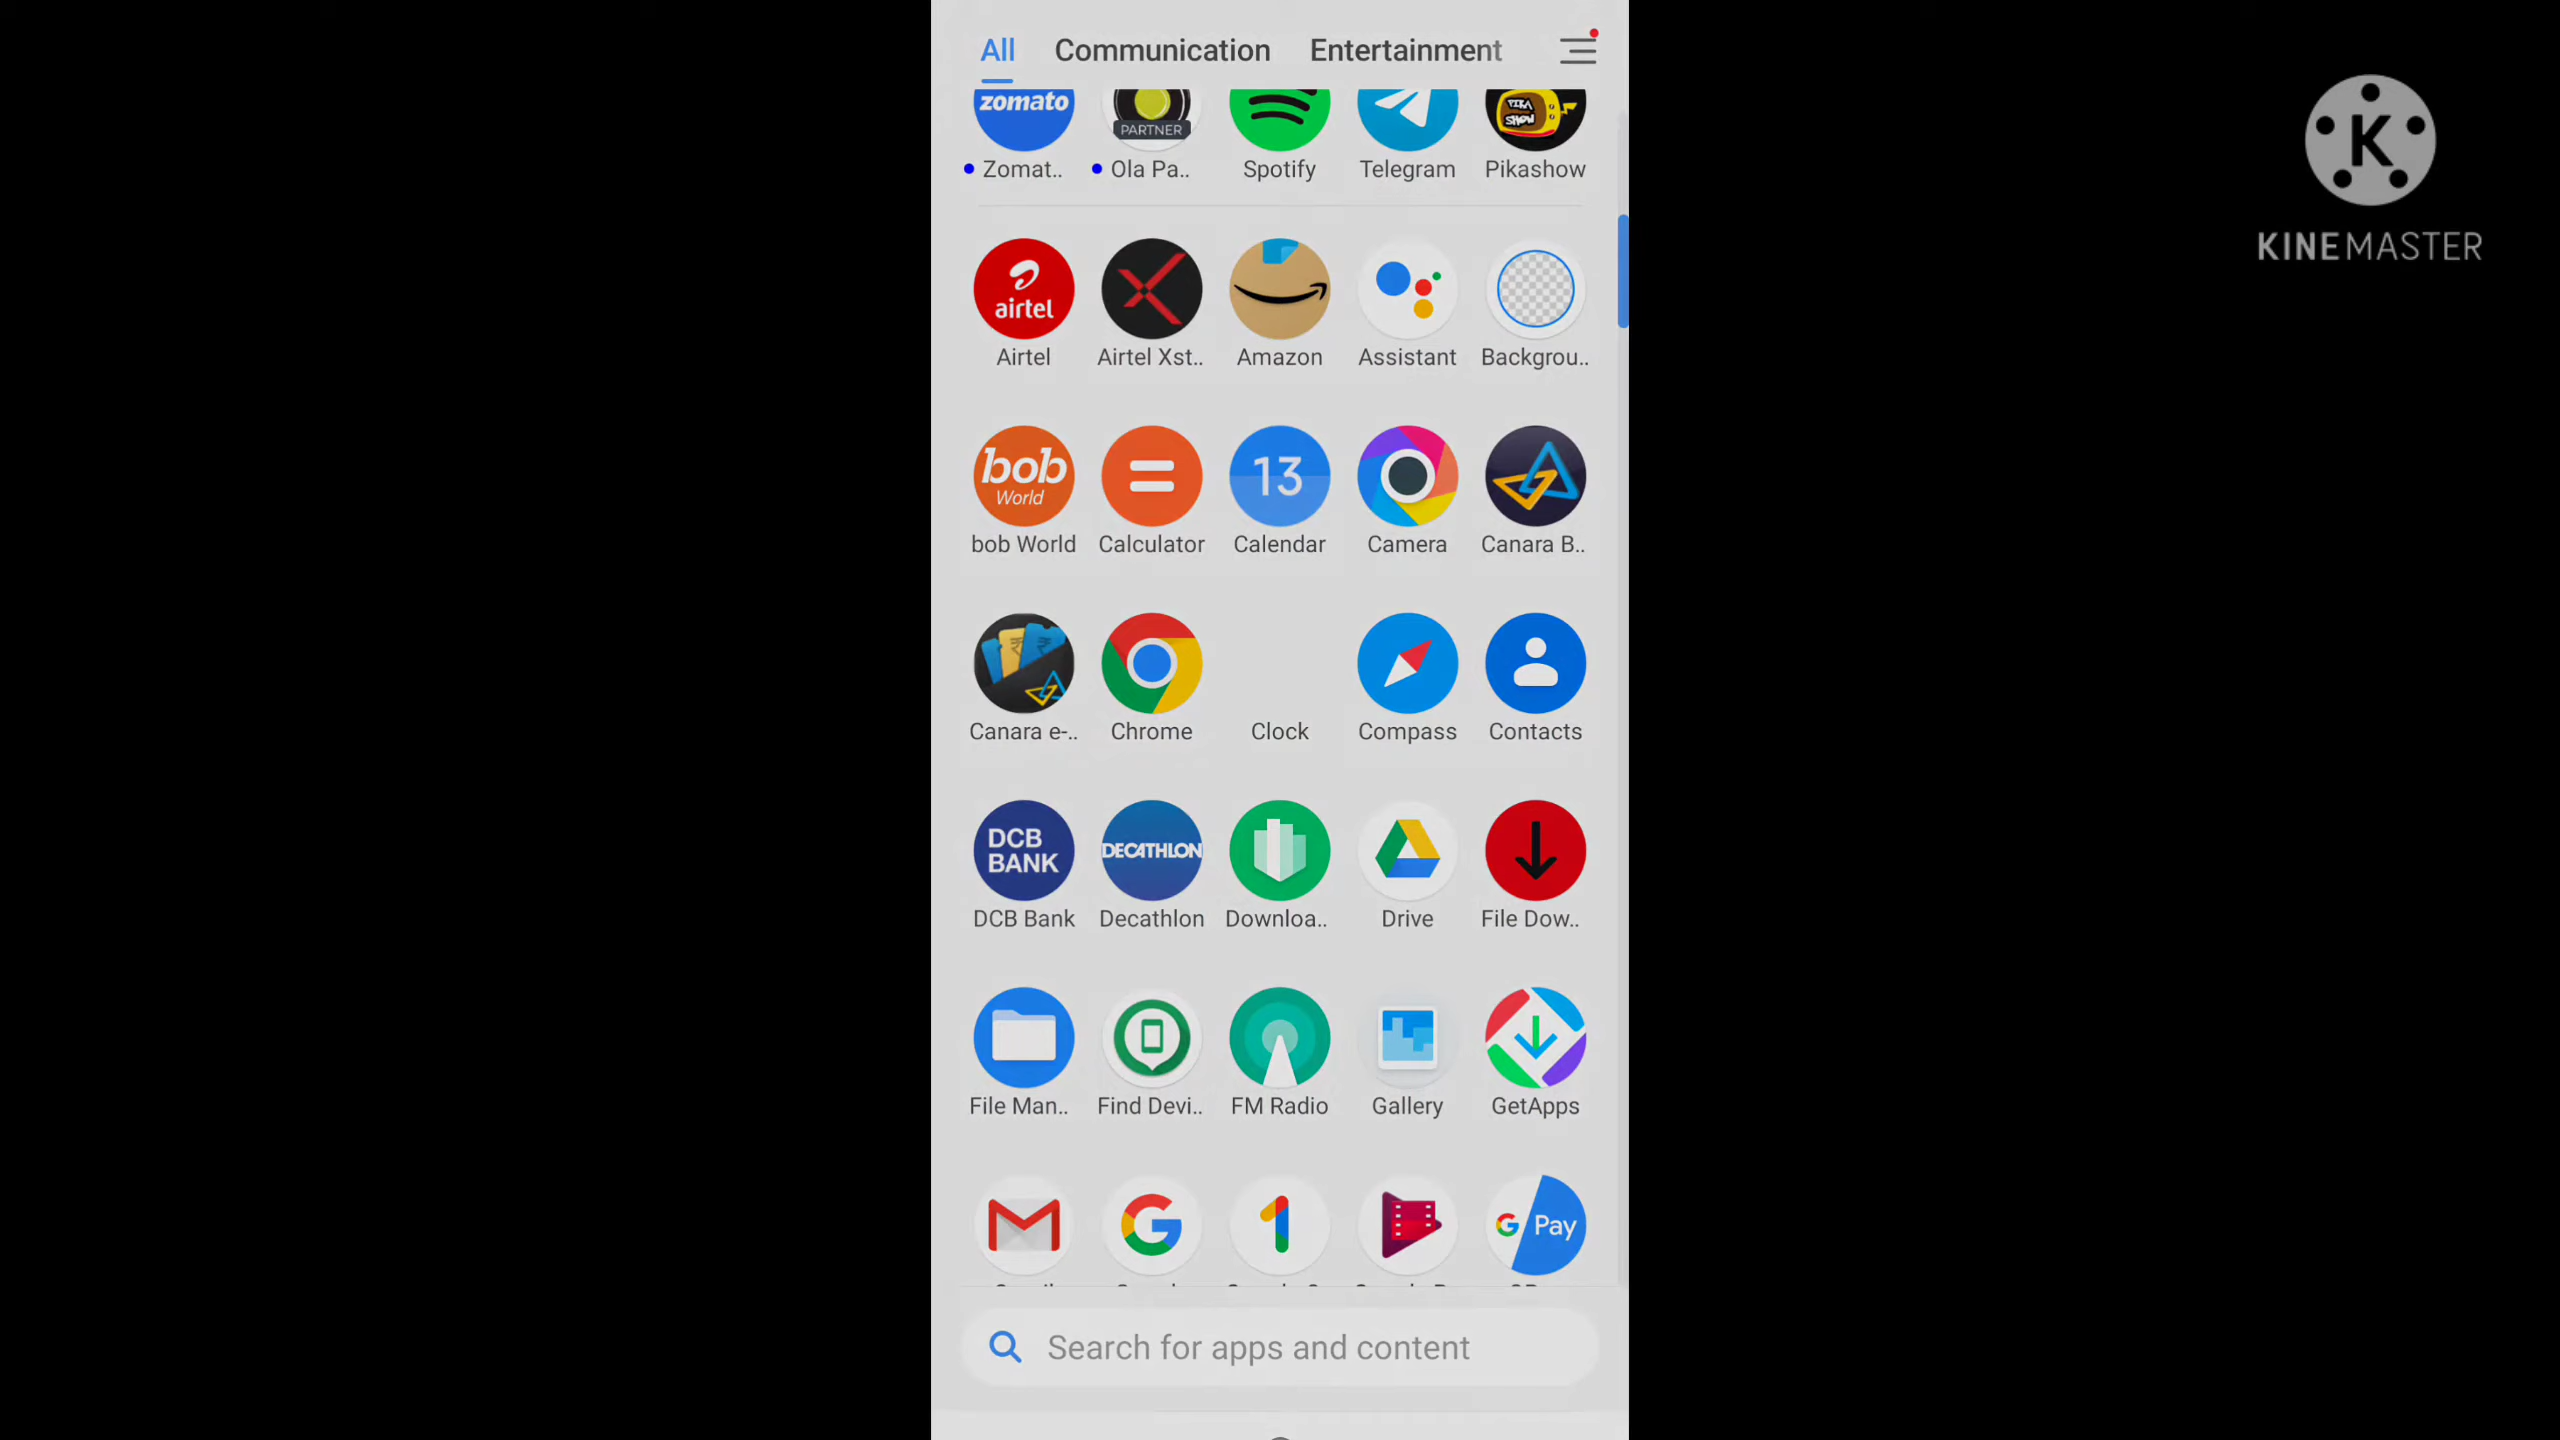 All Communication Entertainment
zomato PARTNER PIKA SHOW
Zomat.. Ola Pa.. Spotify Telegram Pikashow
airtel
Airtel Airtel Xst.. Amazon Assistant Backgrou..
bob World 13
bob World Calculator Calendar Camera Canara B..
Canara e-.. Chrome Clock Compass Contacts
DCB BANK DECATHLON
DCB Bank Decathlon Downloa.. Drive File Dow..
File Man.. Find Devi.. FM Radio Gallery GetApps
G 1 G Pay
Search for apps and content
K
KINEMASTER